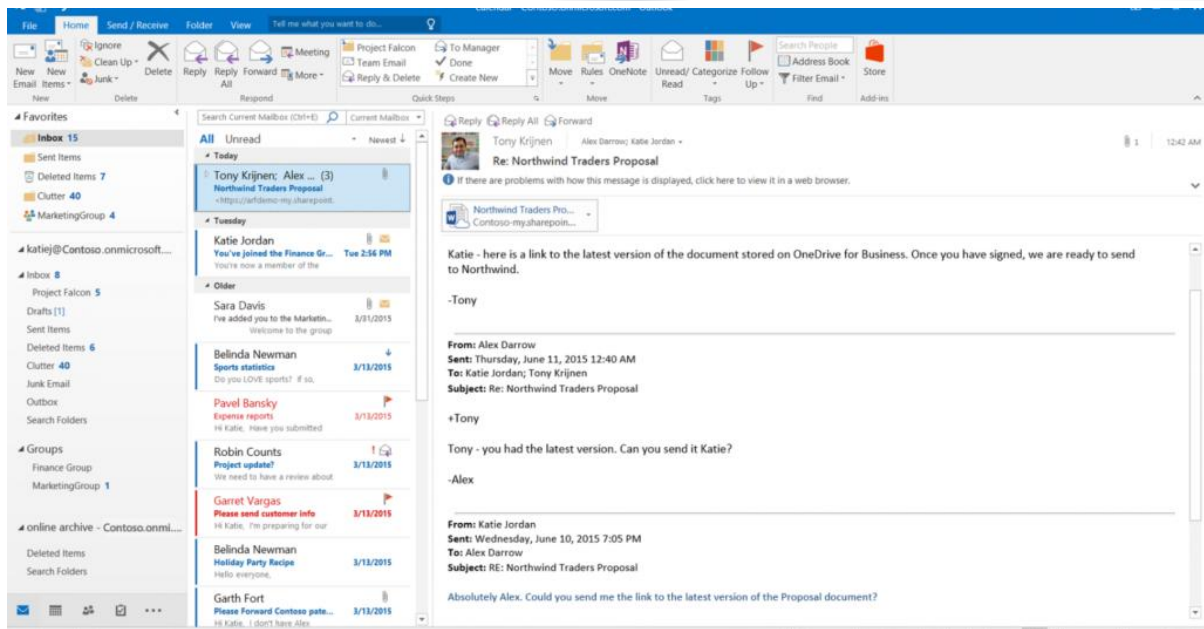 Calendar - Contoso.onmicrosoft.com - Outlook
File Home Send / Receive Folder View Tell me what you want to do...
New Email
New Items
Ignore
Clean Up
Junk
Delete
Reply
Reply All
Forward
Meeting
More
Project Falcon
Team Email
Reply & Delete
To Manager
Done
Create New
Move
Rules
OneNote
Unread/ Read
Categorize
Follow Up
Search People
Address Book
Filter Email
Store
New Delete Respond Quick Steps Move Tags Find Add-ins
Favorites
Inbox 15
Sent Items
Deleted Items 7
Clutter 40
MarketingGroup 4
katiej@Contoso.onmicrosoft....
Inbox 8
Project Falcon 5
Drafts [1]
Sent Items
Deleted Items 6
Clutter 40
Junk Email
Outbox
Search Folders
Groups
Finance Group
MarketingGroup 1
online archive - Contoso.onmi....
Deleted Items
Search Folders
...
Search Current Mailbox (Ctrl+E) Current Mailbox
All Unread Newest ↓
Today
Tony Krijnen; Alex ... (3)
Northwind Traders Proposal
<https://arfdemo-my.sharepoint.
Tuesday
Katie Jordan
You've joined the Finance Gr... Tue 2:56 PM
You're now a member of the
Older
Sara Davis
I've added you to the Marketin... 3/31/2015
Welcome to the group
Belinda Newman
Sports statistics 3/13/2015
Do you LOVE sports? If so,
Pavel Bansky
Expense reports 3/13/2015
Hi Katie, Have you submitted
Robin Counts
Project update? 3/13/2015
We need to have a review about
Garret Vargas
Please send customer info 3/13/2015
Hi Katie, I'm preparing for our
Belinda Newman
Holiday Party Recipe 3/13/2015
Hello everyone,
Garth Fort
Please Forward Contoso pate... 3/13/2015
Hi Katie, I don't have Alex
Reply Reply All Forward
Tony Krijnen Alex Darrow; Katie Jordan 1 12:42 AM
Re: Northwind Traders Proposal
If there are problems with how this message is displayed, click here to view it in a web browser.
Northwind Traders Pro...
Contoso-my.sharepoin...
Katie - here is a link to the latest version of the document stored on OneDrive for Business. Once you have signed, we are ready to send
to Northwind.
-Tony
From: Alex Darrow
Sent: Thursday, June 11, 2015 12:40 AM
To: Katie Jordan; Tony Krijnen
Subject: Re: Northwind Traders Proposal
+Tony
Tony - you had the latest version. Can you send it Katie?
-Alex
From: Katie Jordan
Sent: Wednesday, June 10, 2015 7:05 PM
To: Alex Darrow
Subject: RE: Northwind Traders Proposal
Absolutely Alex. Could you send me the link to the latest version of the Proposal document?